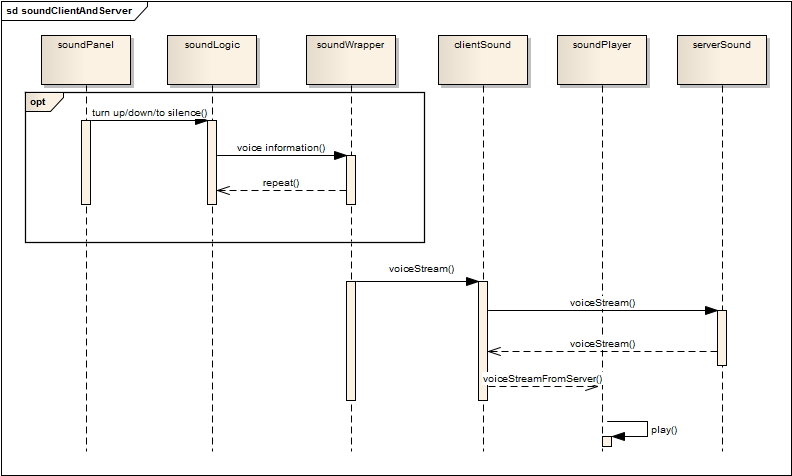 sd soundClientAndServer
soundPanel
soundLogic
soundWrapper
clientSound
soundPlayer
serverSound
opt
turn up/down/to silence()
voice information()
repeat()
voiceStream()
voiceStream()
voiceStream()
voiceStreamFromServer()
play()